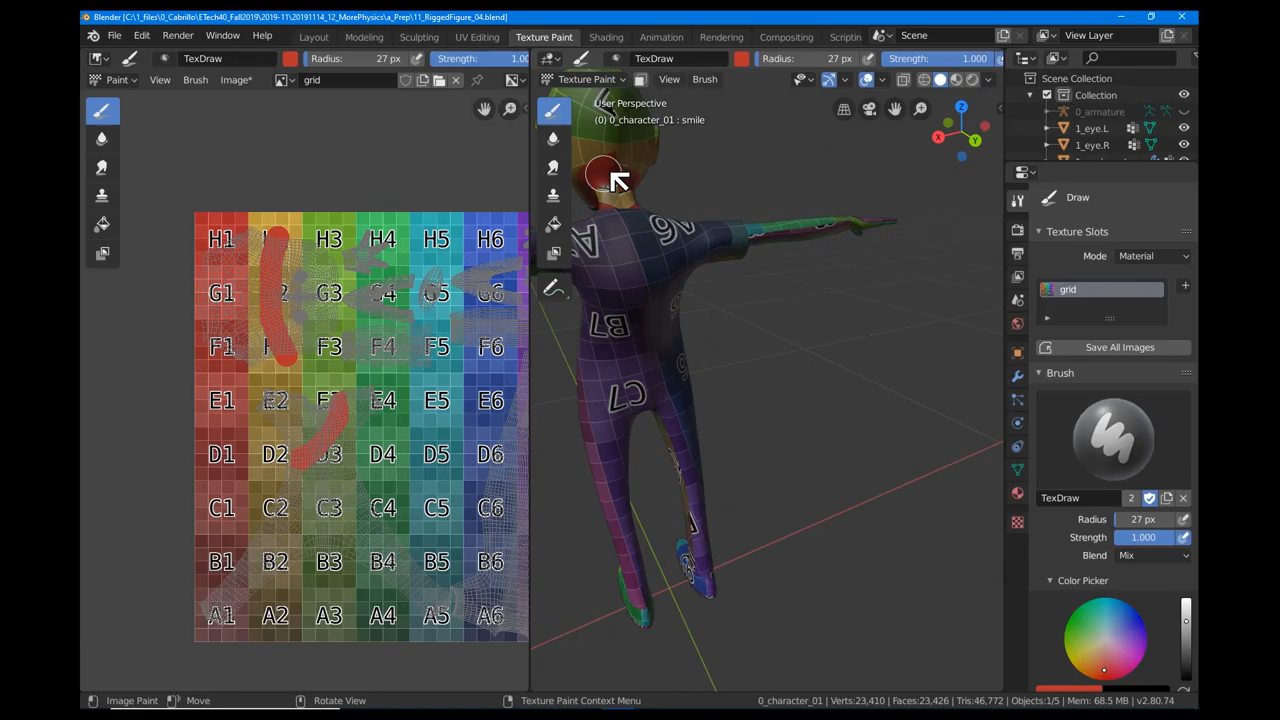 Blender [C:\1_files\0_Cabrillo\ETech40_Fall2019\2019-11\20191114_12_MorePhysics\a_Prep\11_RiggedFigure_04.blend]
File Edit Render Window Help Layout Modeling Sculpting UV Editing Texture Paint Shading Animation Rendering Compositing Scriptin Scene View Layer
TexDraw Radius: 27 px Strength: 1.00 TexDraw Radius: 27 px Strength: 1.000
Paint View Brush Image* grid Texture Paint View Brush
Scene Collection
Collection
0_armature
1_eye.L
1_eye.R
User Perspective
(0) 0_character_01 : smile
X
Y
Z
H1 H3 H4 H5 H6
G1 G3 G4 G5 G6
F1 F3 F4 F5 F6
E1 E2 E4 E5 E6
D1 D2 D3 D4 D5 D6
C1 C2 C3 C4 C5 C6
B1 B2 B3 B4 B5 B6
A1 A2 A3 A4 A5 A6
A6
B7
C7
Draw
Texture Slots
Mode Material
grid
Save All Images
Brush
TexDraw 2
Radius 27 px
Strength 1.000
Blend Mix
Color Picker
Image Paint Move Rotate View Texture Paint Context Menu 0_character_01 | Verts:23,410 | Faces:23,426 | Tris:46,772 | Objects:1/5 | Mem: 68.5 MB | v2.80.74